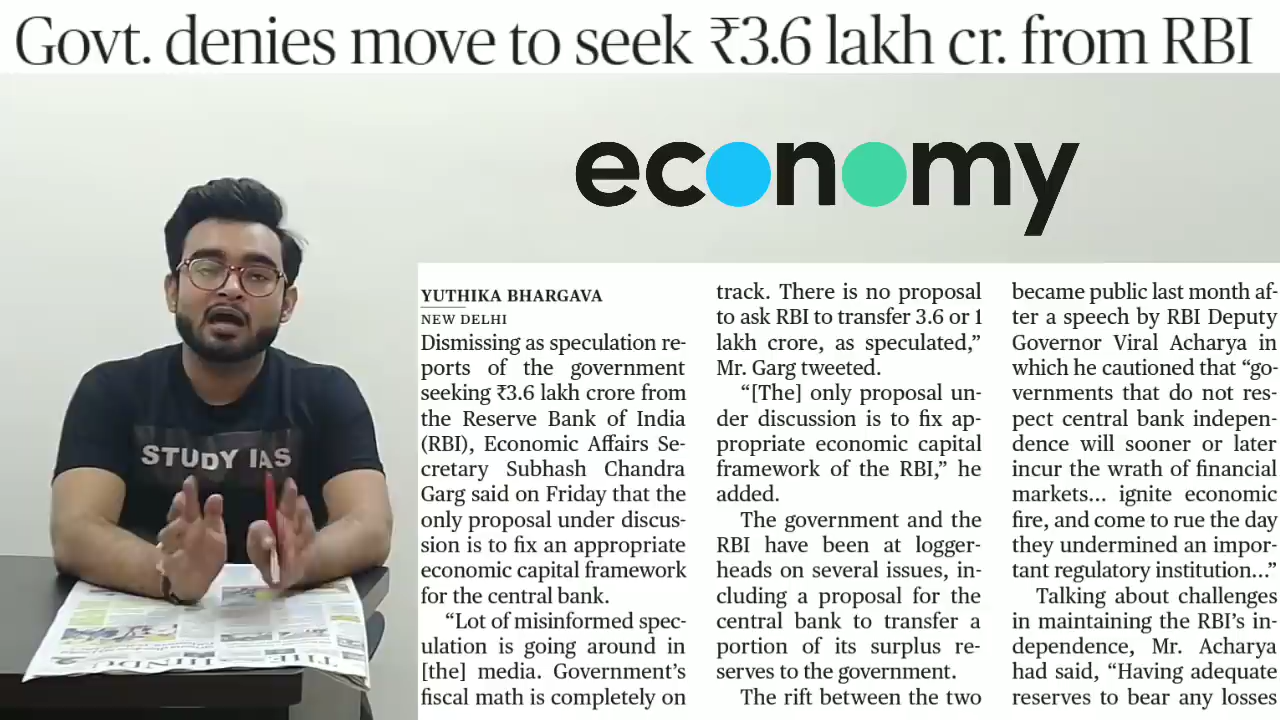 Govt. denies move to seek ₹3.6 lakh cr. from RBI
economy
STUDY IAS
THE HINDU
YUTHIKA BHARGAVA
NEW DELHI
Dismissing as speculation re-
ports of the government
seeking ₹3.6 lakh crore from
the Reserve Bank of India
(RBI), Economic Affairs Se-
cretary Subhash Chandra
Garg said on Friday that the
only proposal under discus-
sion is to fix an appropriate
economic capital framework
for the central bank.
“Lot of misinformed spec-
ulation is going around in
[the] media. Government’s
fiscal math is completely on
track. There is no proposal
to ask RBI to transfer 3.6 or 1
lakh crore, as speculated,”
Mr. Garg tweeted.
“[The] only proposal un-
der discussion is to fix ap-
propriate economic capital
framework of the RBI,” he
added.
The government and the
RBI have been at logger-
heads on several issues, in-
cluding a proposal for the
central bank to transfer a
portion of its surplus re-
serves to the government.
The rift between the two
became public last month af-
ter a speech by RBI Deputy
Governor Viral Acharya in
which he cautioned that “go-
vernments that do not res-
pect central bank indepen-
dence will sooner or later
incur the wrath of financial
markets... ignite economic
fire, and come to rue the day
they undermined an impor-
tant regulatory institution...”
Talking about challenges
in maintaining the RBI’s in-
dependence, Mr. Acharya
had said, “Having adequate
reserves to bear any losses